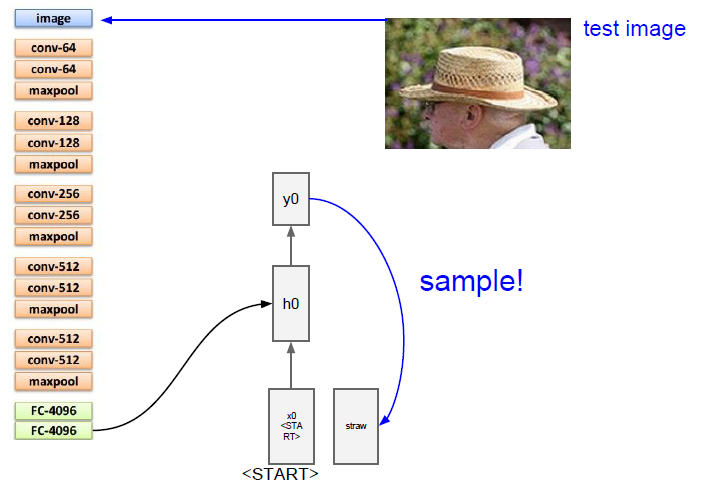 image
conv-64
conv-64
maxpool
conv-128
conv-128
maxpool
conv-256
conv-256
maxpool
conv-512
conv-512
maxpool
conv-512
conv-512
maxpool
FC-4096
FC-4096
test image
y0
sample!
h0
x0
<STA
RT>
straw
<START>